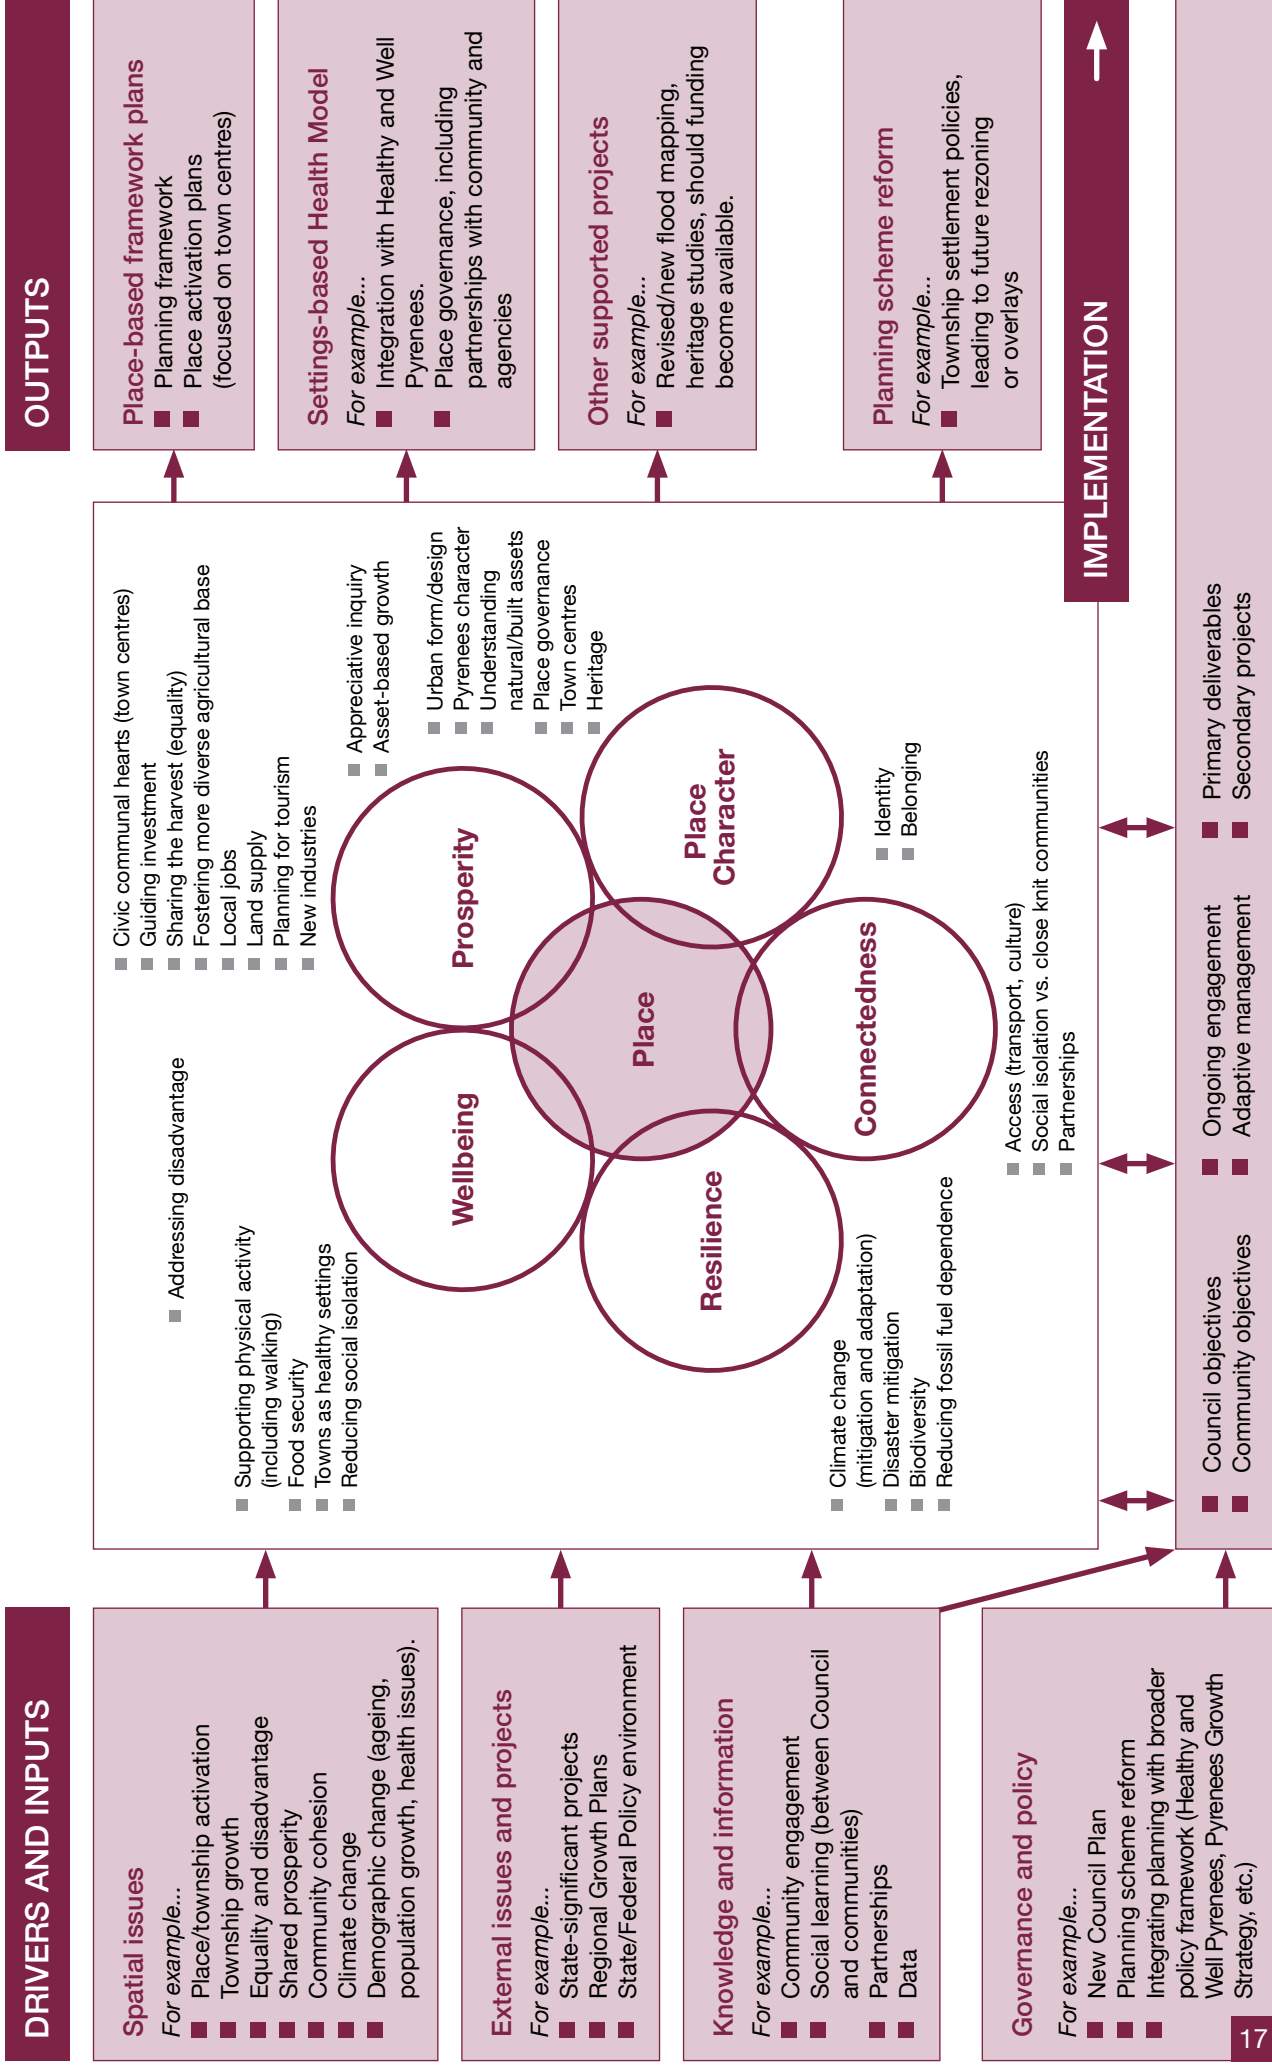 DRIVERS AND INPUTS
Spatial issues
For example...
Place/township activation
Township growth
Equality and disadvantage
Shared prosperity
Community cohesion
Climate change
Demographic change (ageing,
population growth, health issues).
External issues and projects
For example...
State-significant projects
Regional Growth Plans
State/Federal Policy environment
Knowledge and information
For example...
Community engagement
Social learning (between Council
and communities)
Partnerships
Data
Governance and policy
For example...
New Council Plan
Planning scheme reform
Integrating planning with broader
policy framework (Healthy and
Well Pyrenees, Pyrenees Growth
Strategy, etc.)
Addressing disadvantage
Supporting physical activity
(including walking)
Food security
Towns as healthy settings
Reducing social isolation
Civic communal hearts (town centres)
Guiding investment
Sharing the harvest (equality)
Fostering more diverse agricultural base
Local jobs
Land supply
Planning for tourism
New industries
Appreciative inquiry
Asset-based growth
Urban form/design
Pyrenees character
Understanding
natural/built assets
Place governance
Town centres
Heritage
Wellbeing
Prosperity
Place
Place
Character
Resilience
Connectedness
Identity
Belonging
Climate change
(mitigation and adaptation)
Disaster mitigation
Biodiversity
Reducing fossil fuel dependence
Access (transport, culture)
Social isolation vs. close knit communities
Partnerships
Council objectives
Community objectives
Ongoing engagement
Adaptive management
Primary deliverables
Secondary projects
OUTPUTS
Place-based framework plans
Planning framework
Place activation plans
(focused on town centres)
Settings-based Health Model
For example...
Integration with Healthy and Well
Pyrenees.
Place governance, including
partnerships with community and
agencies
Other supported projects
For example...
Revised/new flood mapping,
heritage studies, should funding
become available.
Planning scheme reform
For example...
Township settlement policies,
leading to future rezoning
or overlays
IMPLEMENTATION
17